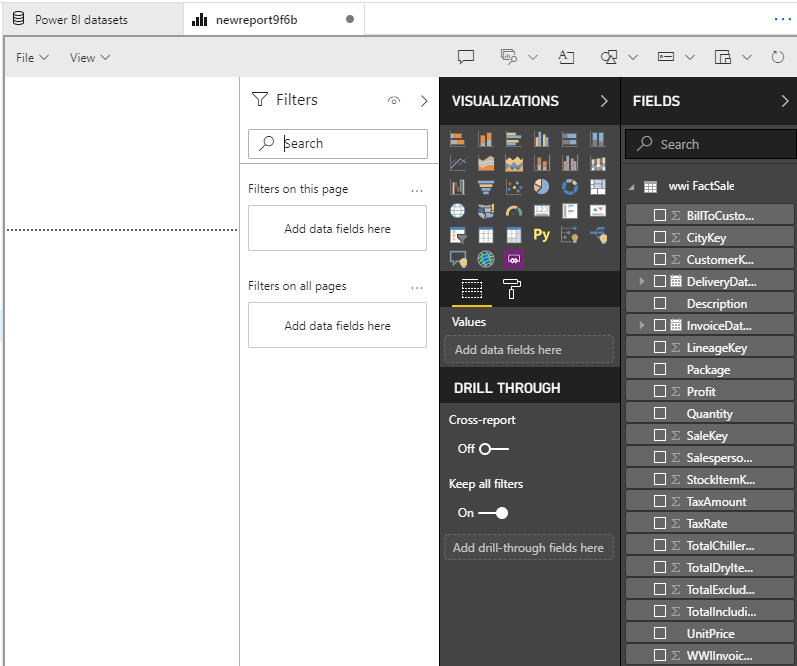 Power BI datasets
newreport9f6b
File
View
Filters
Search
Filters on this page
Add data fields here
Filters on all pages
Add data fields here
VISUALIZATIONS
Py
Values
Add data fields here
DRILL THROUGH
Cross-report
Off
Keep all filters
On
Add drill-through fields here
FIELDS
Search
wwi FactSale
BillToCusto...
CityKey
CustomerK...
DeliveryDat...
Description
InvoiceDat...
LineageKey
Package
Profit
Quantity
SaleKey
Salesperso...
StockItemK...
TaxAmount
TaxRate
TotalChiller...
TotalDryIte...
TotalExclud...
TotalIncludi...
UnitPrice
WWIInvoic...